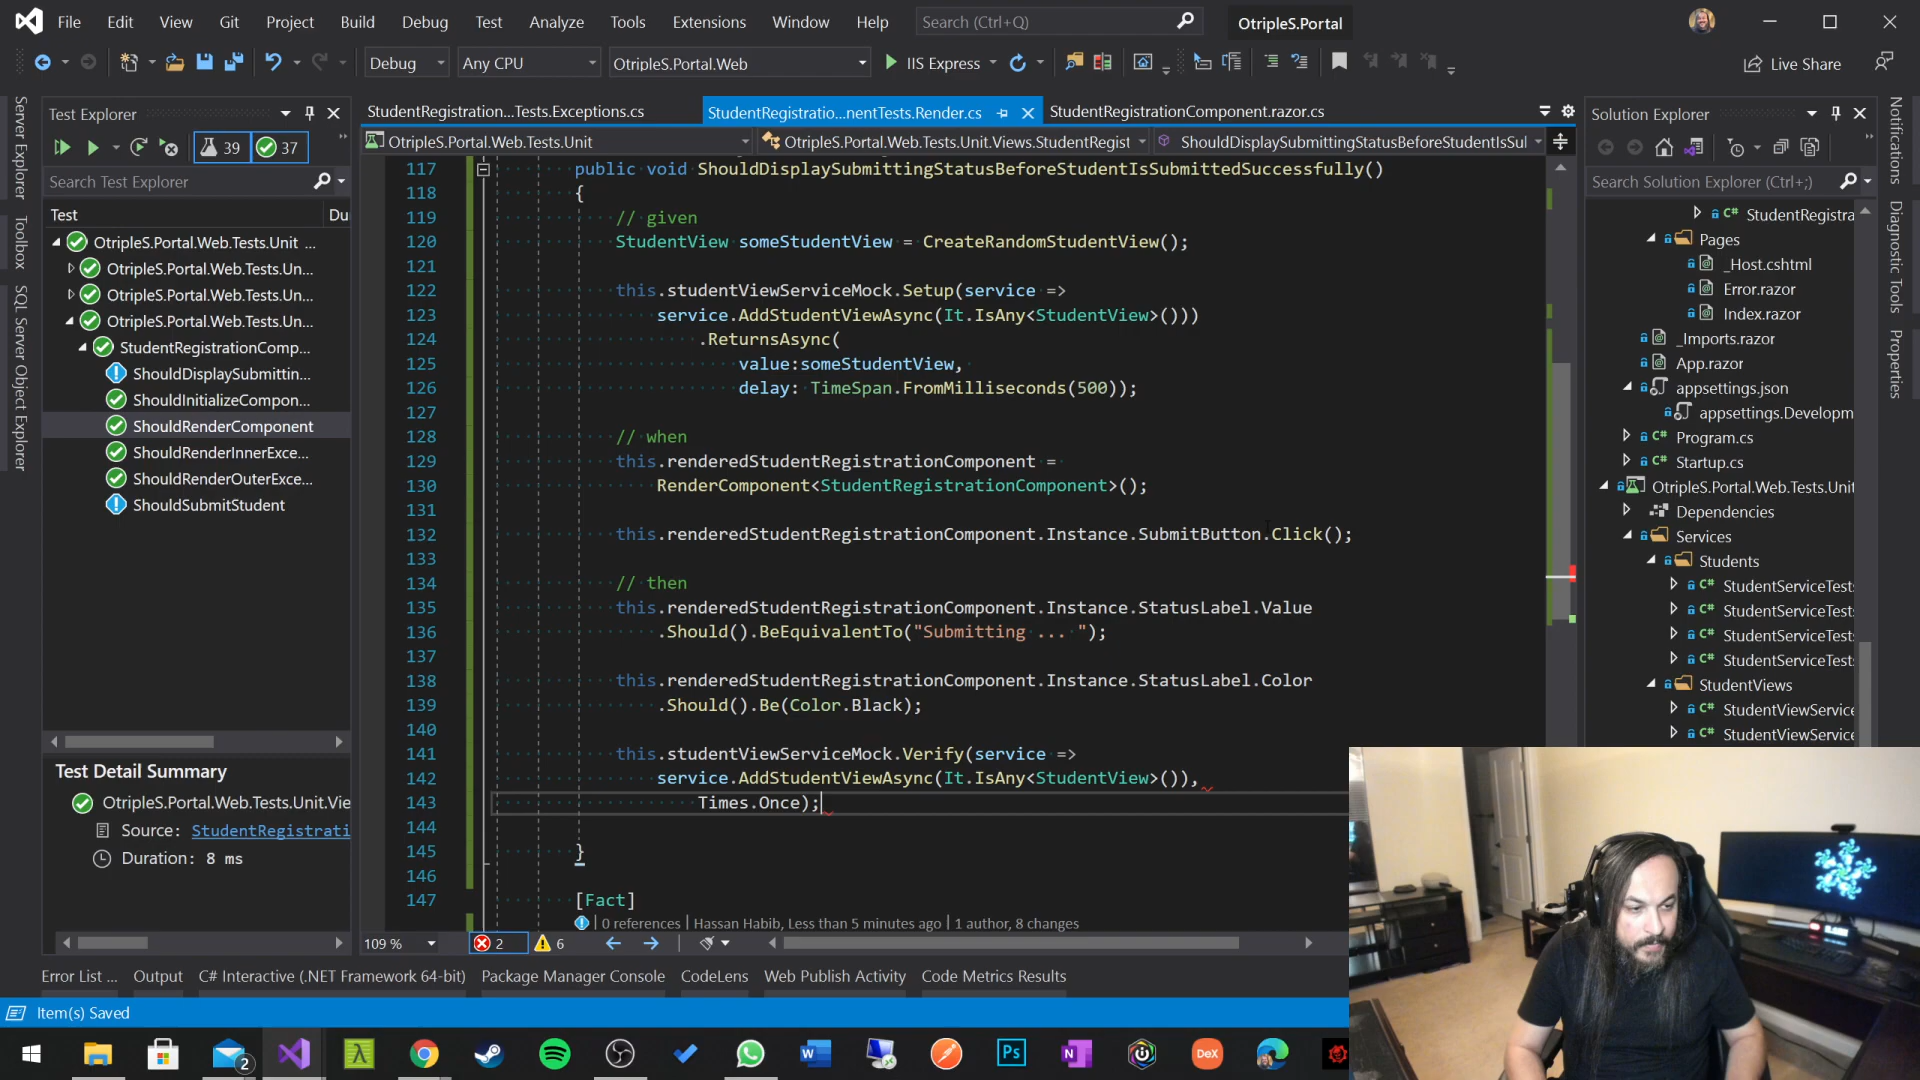 File Edit View Git Project Build Debug Test Analyze Tools Extensions Window Help Search (Ctrl+Q) OtripleS.Portal
Debug Any CPU OtripleS.Portal.Web IIS Express Live Share
Server Explorer
Toolbox
SQL Server Object Explorer
Test Explorer
39 37
Search Test Explorer
Test Du
OtripleS.Portal.Web.Tests.Unit ...
OtripleS.Portal.Web.Tests.Un...
OtripleS.Portal.Web.Tests.Un...
OtripleS.Portal.Web.Tests.Un...
StudentRegistrationComp...
ShouldDisplaySubmittin...
ShouldInitializeCompon...
ShouldRenderComponent
ShouldRenderInnerExce...
ShouldRenderOuterExce...
ShouldSubmitStudent
Test Detail Summary
OtripleS.Portal.Web.Tests.Unit.Vie
Source: StudentRegistrati
Duration: 8 ms
StudentRegistration...Tests.Exceptions.cs StudentRegistratio...nentTests.Render.cs StudentRegistrationComponent.razor.cs
OtripleS.Portal.Web.Tests.Unit OtripleS.Portal.Web.Tests.Unit.Views.StudentRegist ShouldDisplaySubmittingStatusBeforeStudentIsSul
117 public void ShouldDisplaySubmittingStatusBeforeStudentIsSubmittedSuccessfully()
118 {
119 // given
120 StudentView someStudentView = CreateRandomStudentView();
121
122 this.studentViewServiceMock.Setup(service =>
123 service.AddStudentViewAsync(It.IsAny<StudentView>()))
124 .ReturnsAsync(
125 value:someStudentView,
126 delay: TimeSpan.FromMilliseconds(500));
127
128 // when
129 this.renderedStudentRegistrationComponent =
130 RenderComponent<StudentRegistrationComponent>();
131
132 this.renderedStudentRegistrationComponent.Instance.SubmitButton.Click();
133
134 // then
135 this.renderedStudentRegistrationComponent.Instance.StatusLabel.Value
136 .Should().BeEquivalentTo("Submitting ... ");
137
138 this.renderedStudentRegistrationComponent.Instance.StatusLabel.Color
139 .Should().Be(Color.Black);
140
141 this.studentViewServiceMock.Verify(service =>
142 service.AddStudentViewAsync(It.IsAny<StudentView>()),
143 Times.Once);
144
145 }
146
147 [Fact]
0 references | Hassan Habib, Less than 5 minutes ago | 1 author, 8 changes
109 % 2 6
Solution Explorer
Search Solution Explorer (Ctrl+;)
StudentRegistra
Pages
_Host.cshtml
Error.razor
Index.razor
_Imports.razor
App.razor
appsettings.json
appsettings.Developm
Program.cs
Startup.cs
OtripleS.Portal.Web.Tests.Unit
Dependencies
Services
Students
StudentServiceTest:
StudentServiceTest:
StudentServiceTest:
StudentServiceTest:
StudentViews
StudentViewService
StudentViewService
Notifications
Diagnostic Tools
Properties
Error List ... Output C# Interactive (.NET Framework 64-bit) Package Manager Console CodeLens Web Publish Activity Code Metrics Results
Item(s) Saved
2
W
Ps
N
DeX